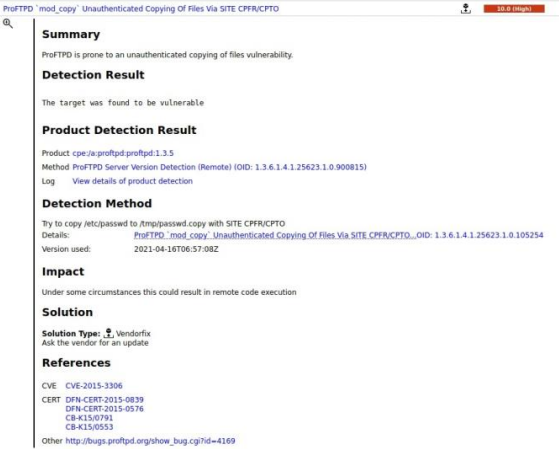 ProFTPD `mod_copy` Unauthenticated Copying Of Files Via SITE CPFR/CPTO 10.0 (High)
Summary
ProFTPD is prone to an unauthenticated copying of files vulnerability.
Detection Result
The target was found to be vulnerable
Product Detection Result
Product cpe:/a:proftpd:proftpd:1.3.5
Method ProFTPD Server Version Detection (Remote) (OID: 1.3.6.1.4.1.25623.1.0.900815)
Log View details of product detection
Detection Method
Try to copy /etc/passwd to /tmp/passwd.copy with SITE CPFR/CPTO
Details: ProFTPD `mod_copy` Unauthenticated Copying Of Files Via SITE CPFR/CPTO... OID: 1.3.6.1.4.1.25623.1.0.105254
Version used: 2021-04-16T06:57:08Z
Impact
Under some circumstances this could result in remote code execution
Solution
Solution Type: Vendorfix
Ask the vendor for an update
References
CVE CVE-2015-3306
CERT DFN-CERT-2015-0839
DFN-CERT-2015-0576
CB-K15/0791
CB-K15/0553
Other http://bugs.proftpd.org/show_bug.cgi?id=4169